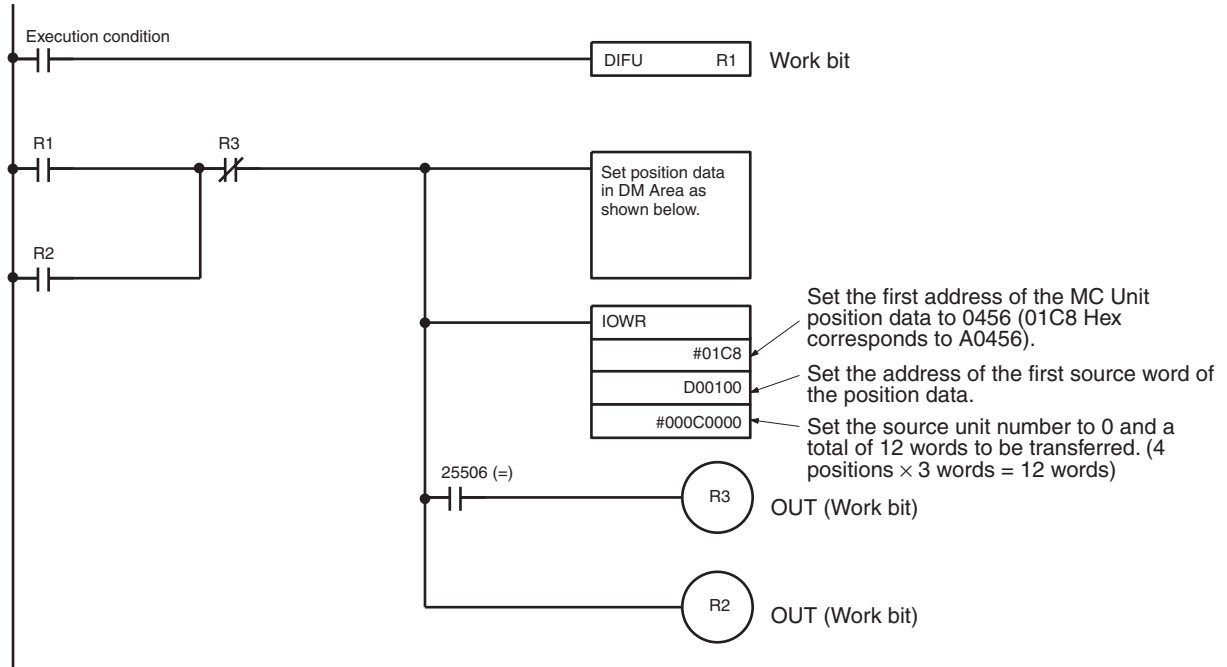 Execution condition
DIFU R1 Work bit
R1 R3
Set position data
in DM Area as
shown below.
R2
IOWR
#01C8
D00100
#000C0000
Set the first address of the MC Unit
position data to 0456 (01C8 Hex
corresponds to A0456).
Set the address of the first source word of
the position data.
Set the source unit number to 0 and a
total of 12 words to be transferred. (4
positions × 3 words = 12 words)
25506 (=)
R3 OUT (Work bit)
R2 OUT (Work bit)